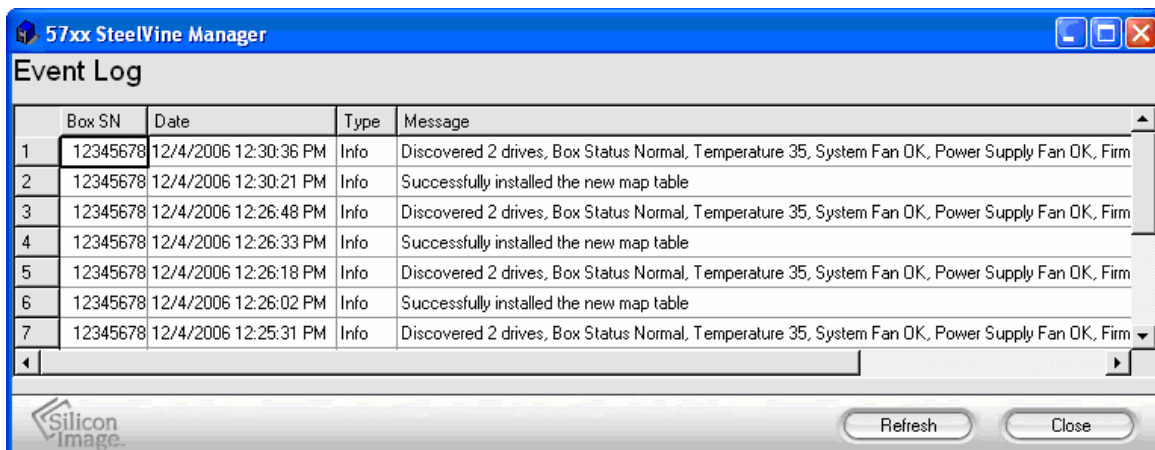 57xx SteelVine Manager
Event Log
Box SN Date Type Message
1 12345678 12/4/2006 12:30:36 PM Info Discovered 2 drives, Box Status Normal, Temperature 35, System Fan OK, Power Supply Fan OK, Firm
2 12345678 12/4/2006 12:30:21 PM Info Successfully installed the new map table
3 12345678 12/4/2006 12:26:48 PM Info Discovered 2 drives, Box Status Normal, Temperature 35, System Fan OK, Power Supply Fan OK, Firm
4 12345678 12/4/2006 12:26:33 PM Info Successfully installed the new map table
5 12345678 12/4/2006 12:26:18 PM Info Discovered 2 drives, Box Status Normal, Temperature 35, System Fan OK, Power Supply Fan OK, Firm
6 12345678 12/4/2006 12:26:02 PM Info Successfully installed the new map table
7 12345678 12/4/2006 12:25:31 PM Info Discovered 2 drives, Box Status Normal, Temperature 35, System Fan OK, Power Supply Fan OK, Firm
Silicon
Image
Refresh Close